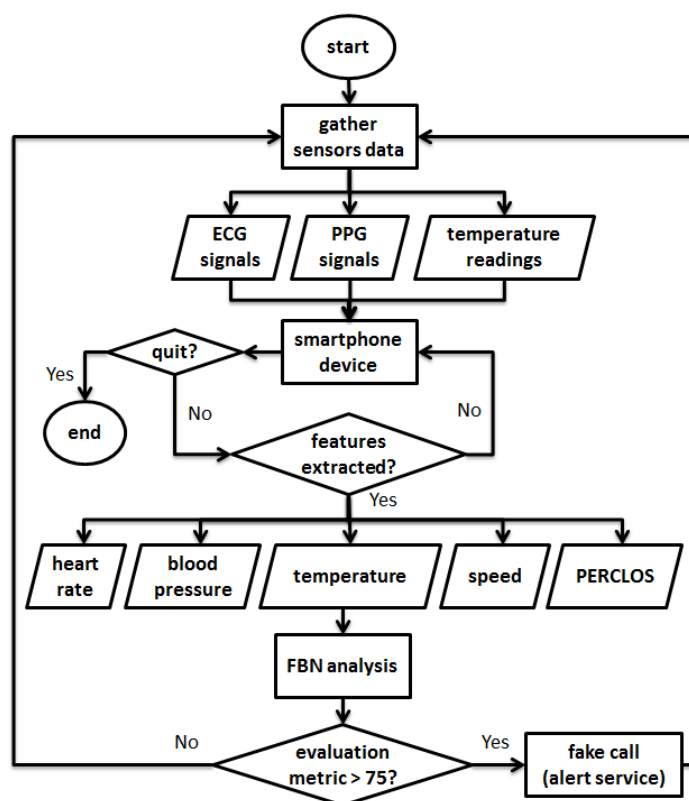 start
gather
sensors data
ECG
signals
PPG
signals
temperature
readings
quit?
smartphone
device
Yes
No
No
end
features
extracted?
Yes
heart
rate
blood
pressure
temperature
speed
PERCLOS
FBN analysis
No
evaluation
metric > 75?
Yes
fake call
(alert service)